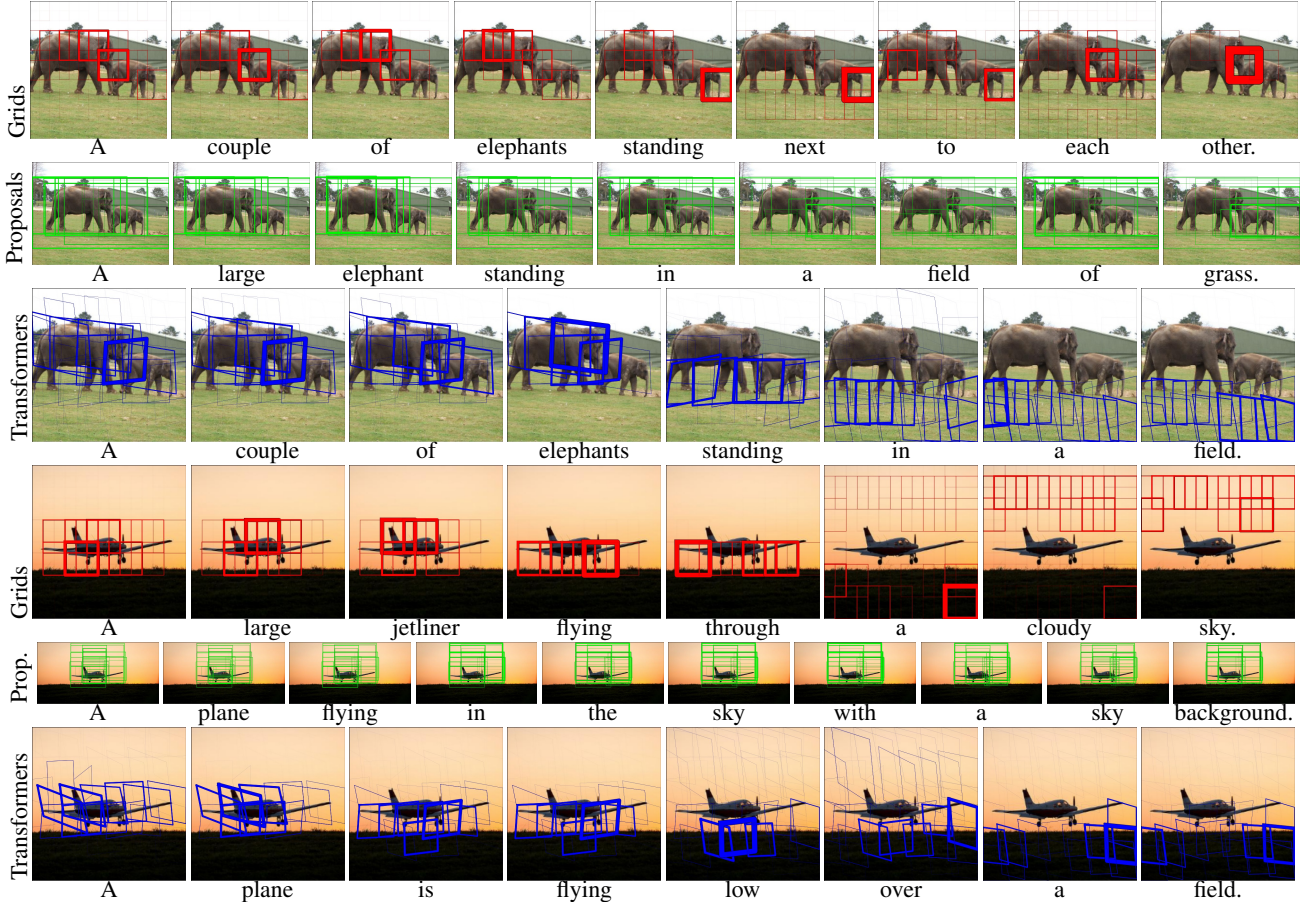 Grids
A couple of elephants standing next to each other.
Proposals
A large elephant standing in a field of grass.
Transformers
A couple of elephants standing in a field.
Grids
A large jetliner flying through a cloudy sky.
Prop.
A plane flying in the sky with a sky background.
Transformers
A plane is flying low over a field.